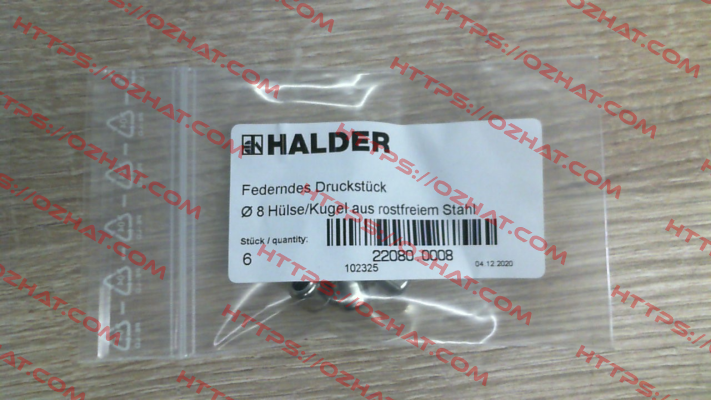 HALDER
Federndes Druckstück
Ø 8 Hülse/Kugel aus rostfreiem Stahl
Stück / quantity:
6
22080 0008
102325
04.12.2020
HTTPS://OZHAT.COM